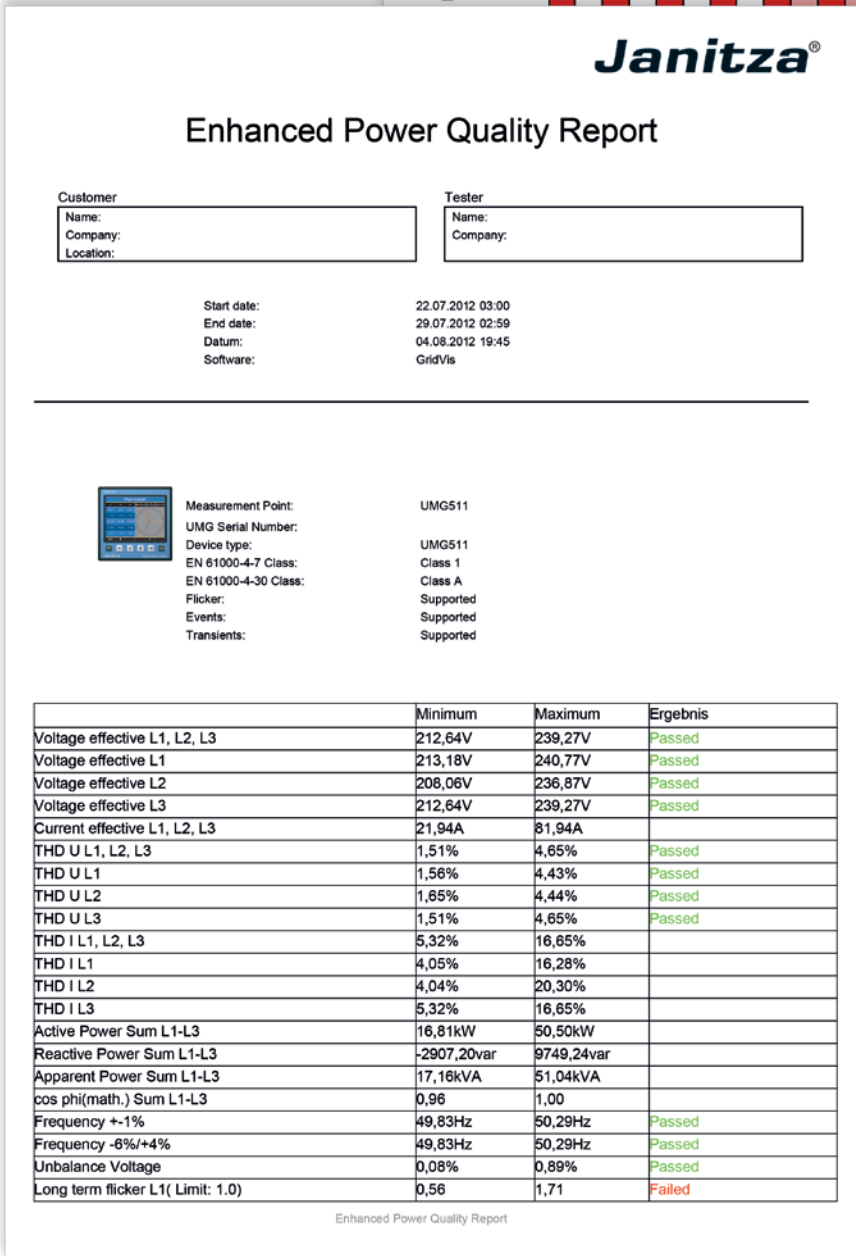 Janitza®
Enhanced Power Quality Report
Customer
Name:
Company:
Location:
Tester
Name:
Company:
Start date: 22.07.2012 03:00
End date: 29.07.2012 02:59
Datum: 04.08.2012 19:45
Software: GridVis
Measurement Point: UMG511
UMG Serial Number:
Device type: UMG511
EN 61000-4-7 Class: Class 1
EN 61000-4-30 Class: Class A
Flicker: Supported
Events: Supported
Transients: Supported
Minimum Maximum Ergebnis
Voltage effective L1, L2, L3 212,64V 239,27V Passed
Voltage effective L1 213,18V 240,77V Passed
Voltage effective L2 208,06V 236,87V Passed
Voltage effective L3 212,64V 239,27V Passed
Current effective L1, L2, L3 21,94A 81,94A
THD U L1, L2, L3 1,51% 4,65% Passed
THD U L1 1,56% 4,43% Passed
THD U L2 1,65% 4,44% Passed
THD U L3 1,51% 4,65% Passed
THD I L1, L2, L3 5,32% 16,65%
THD I L1 4,05% 16,28%
THD I L2 4,04% 20,30%
THD I L3 5,32% 16,65%
Active Power Sum L1-L3 16,81kW 50,50kW
Reactive Power Sum L1-L3 -2907,20var 9749,24var
Apparent Power Sum L1-L3 17,16kVA 51,04kVA
cos phi(math.) Sum L1-L3 0,96 1,00
Frequency +-1% 49,83Hz 50,29Hz Passed
Frequency -6%/+4% 49,83Hz 50,29Hz Passed
Unbalance Voltage 0,08% 0,89% Passed
Long term flicker L1( Limit: 1.0) 0,56 1,71 Failed
Enhanced Power Quality Report